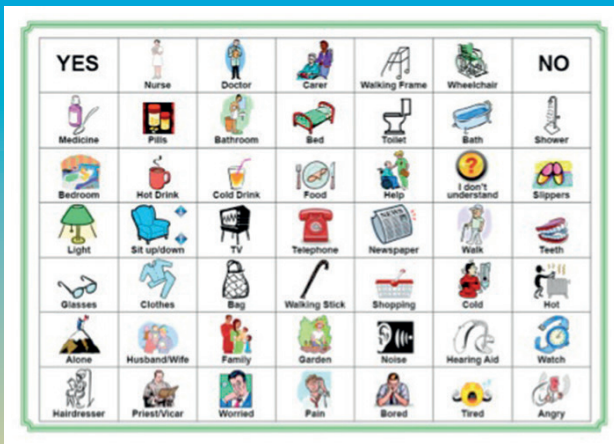 YES
Nurse
Doctor
Carer
Walking Frame
Wheelchair
NO
Medicine
Pills
Bathroom
Bed
Toilet
Bath
Shower
Bedroom
Hot Drink
Cold Drink
Food
Help
I don't
understand
Slippers
Light
Sit up/down
TV
Telephone
NEWS
Newspaper
Walk
Teeth
Glasses
Clothes
Bag
Walking Stick
Shopping
Cold
Hot
Alone
Husband/Wife
Family
Garden
Noise
Hearing Aid
Watch
Hairdresser
Priest/Vicar
Worried
Pain
Bored
Tired
Angry